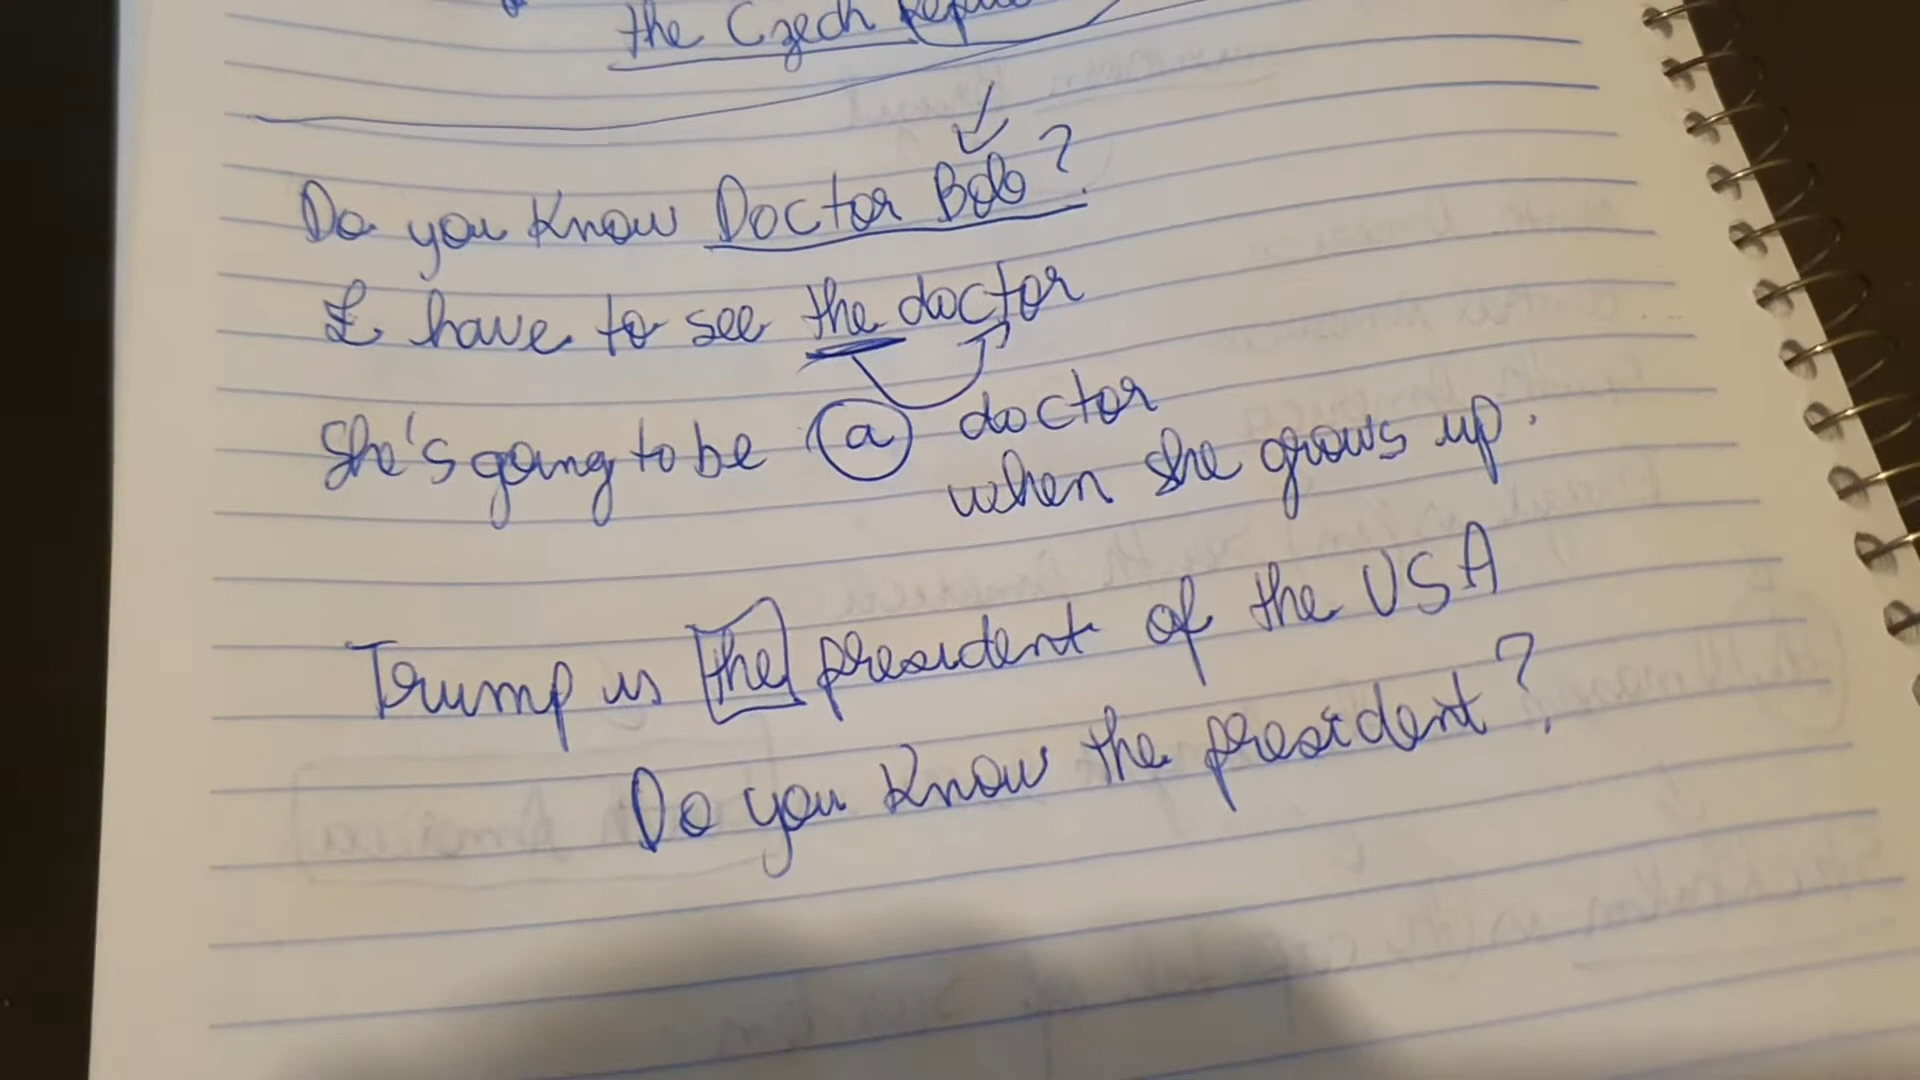 the Czech
Do you know Doctor Bob?
I have to see the doctor
She's going to be a doctor
when she grows up.
Trump is the president of the USA
Do you know the president?